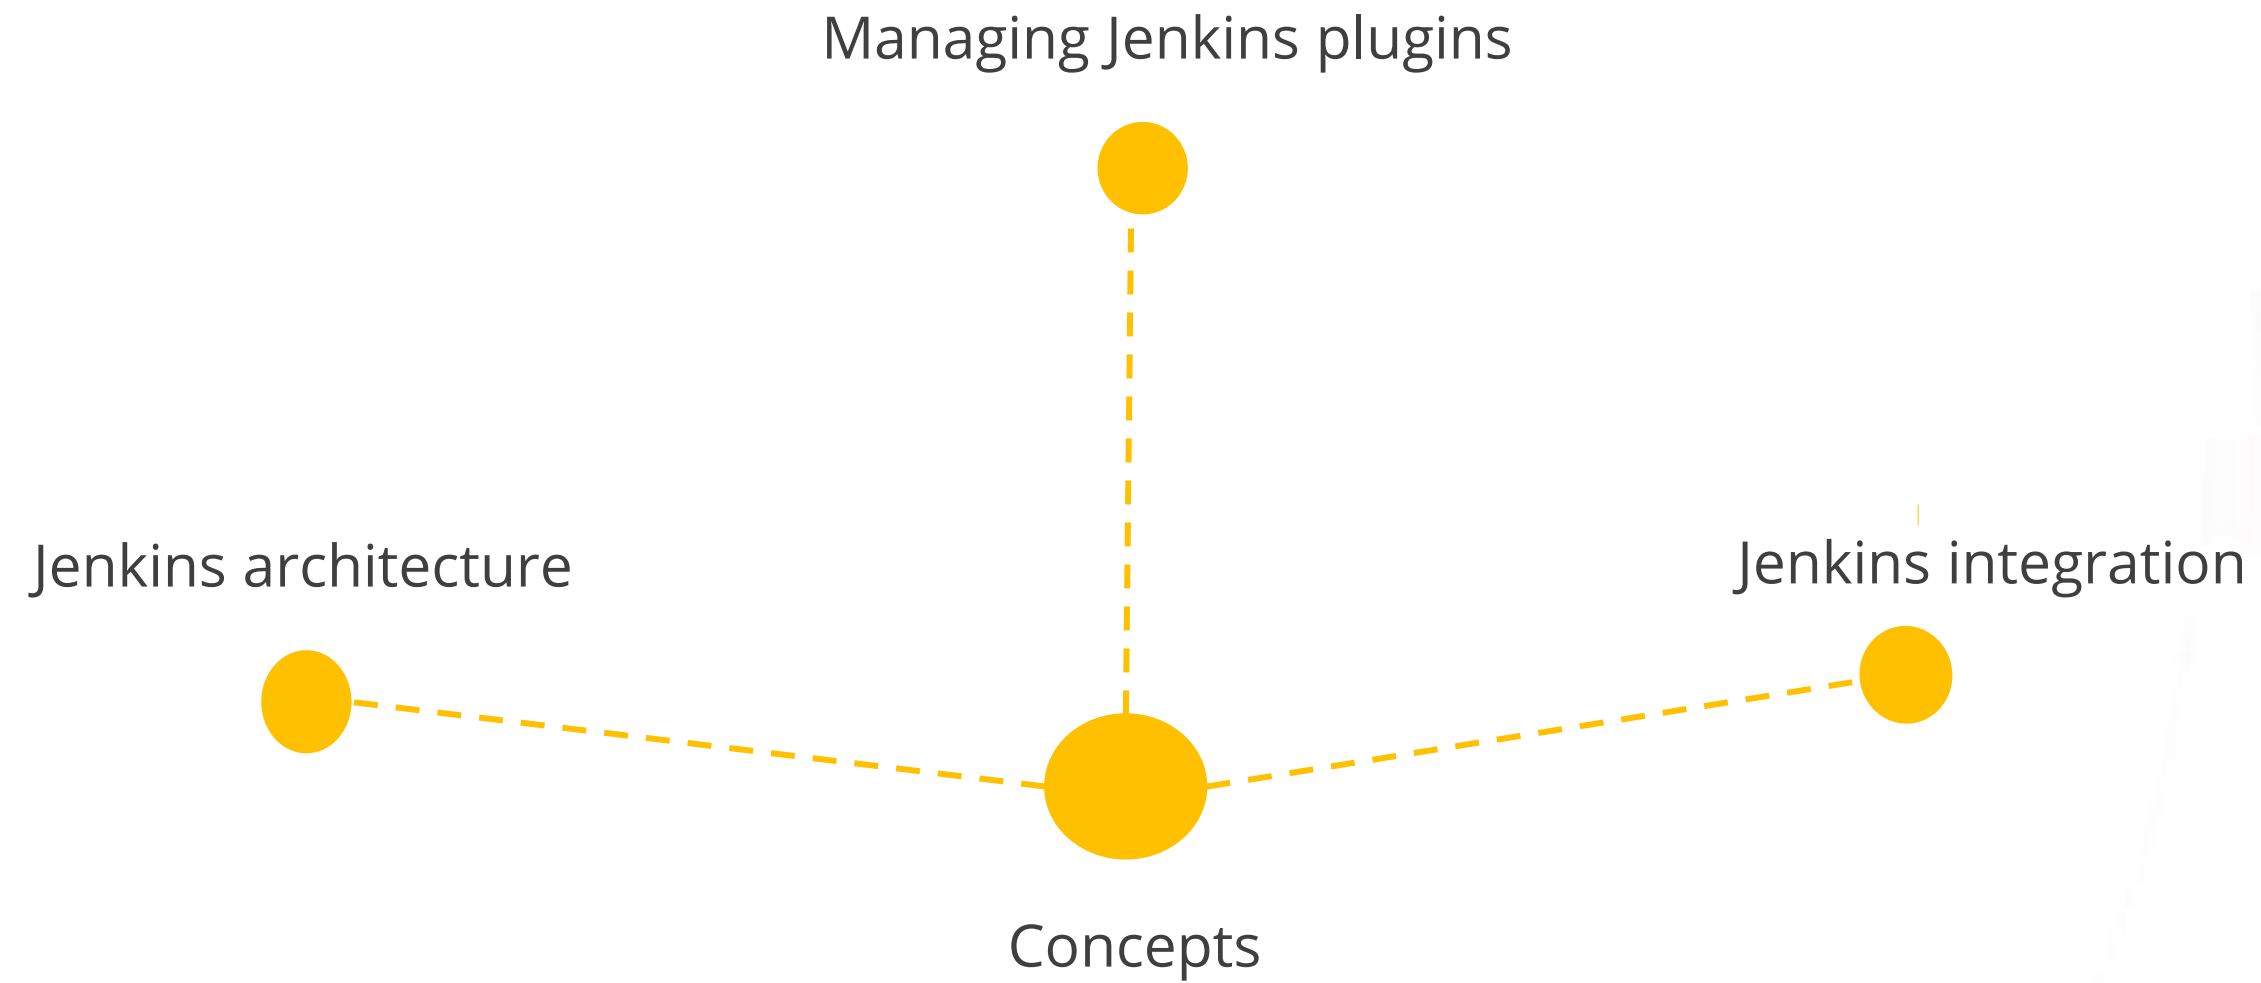 Managing Jenkins plugins
Jenkins architecture
Jenkins integration
Concepts